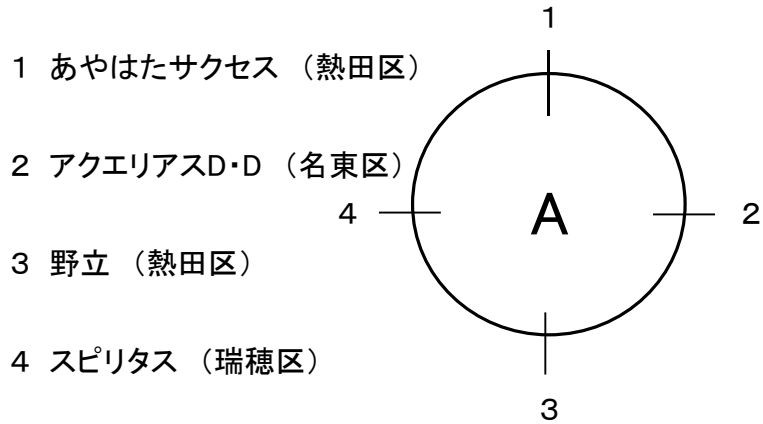 1
1 あやはたサクセス （熱田区）
2 アクエリアスD・D （名東区）
4
A
2
3 野立 （熱田区）
4 スピリタス （瑞穂区）
3